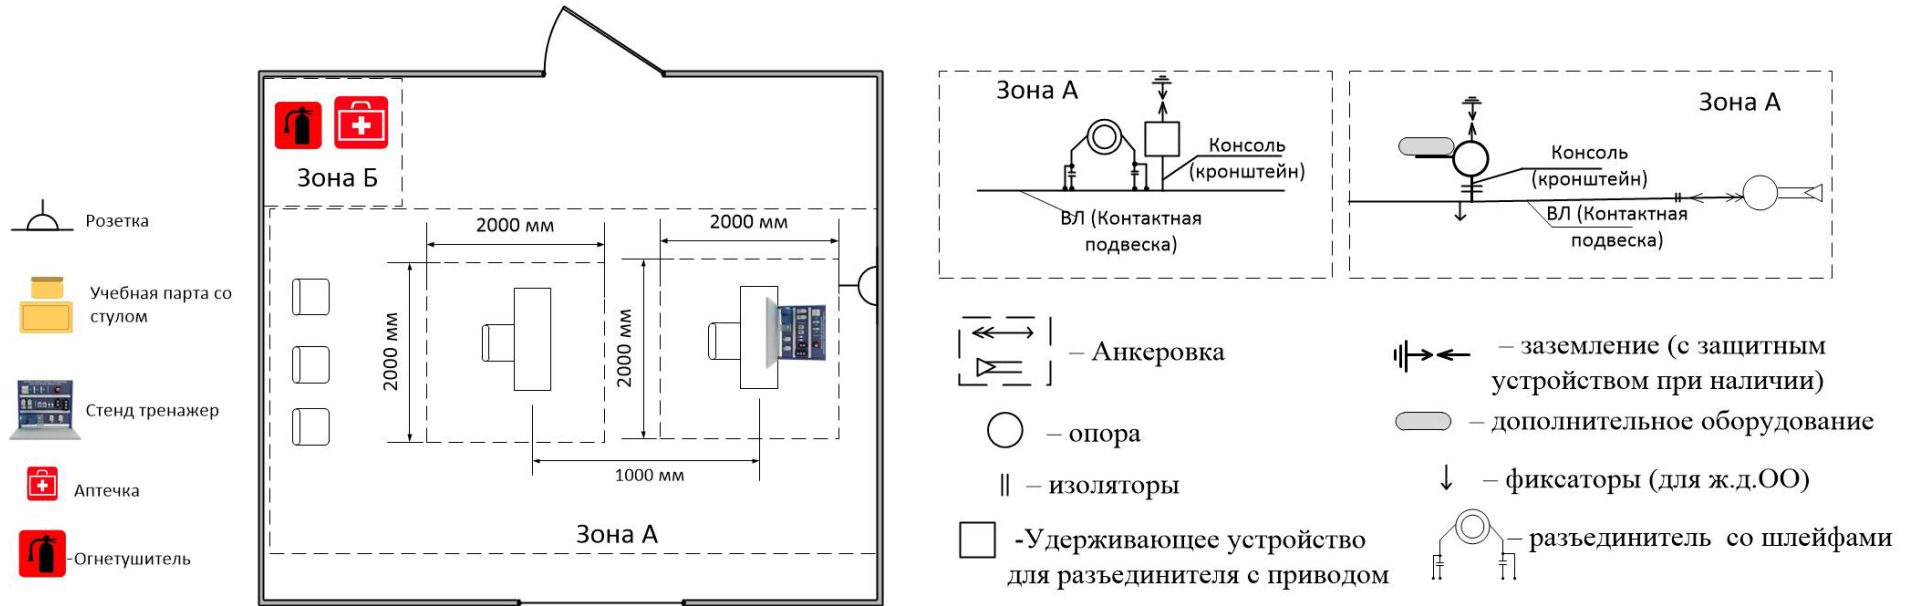 Розетка
Учебная парта со
стулом
Стенд тренажер
Аптечка
-Огнетушитель
Зона Б
2000 мм
2000 мм
2000 мм
2000 мм
1000 мм
Зона А
Зона А
Консоль
(кронштейн)
ВЛ (Контактная
подвеска)
Зона А
Консоль
(кронштейн)
ВЛ (Контактная
подвеска)
– Анкеровка
– опора
– изоляторы
-Удерживающее устройство
для разъединителя с приводом
– заземление (с защитным
устройством при наличии)
– дополнительное оборудование
– фиксаторы (для ж.д.ОО)
– разъединитель со шлейфами